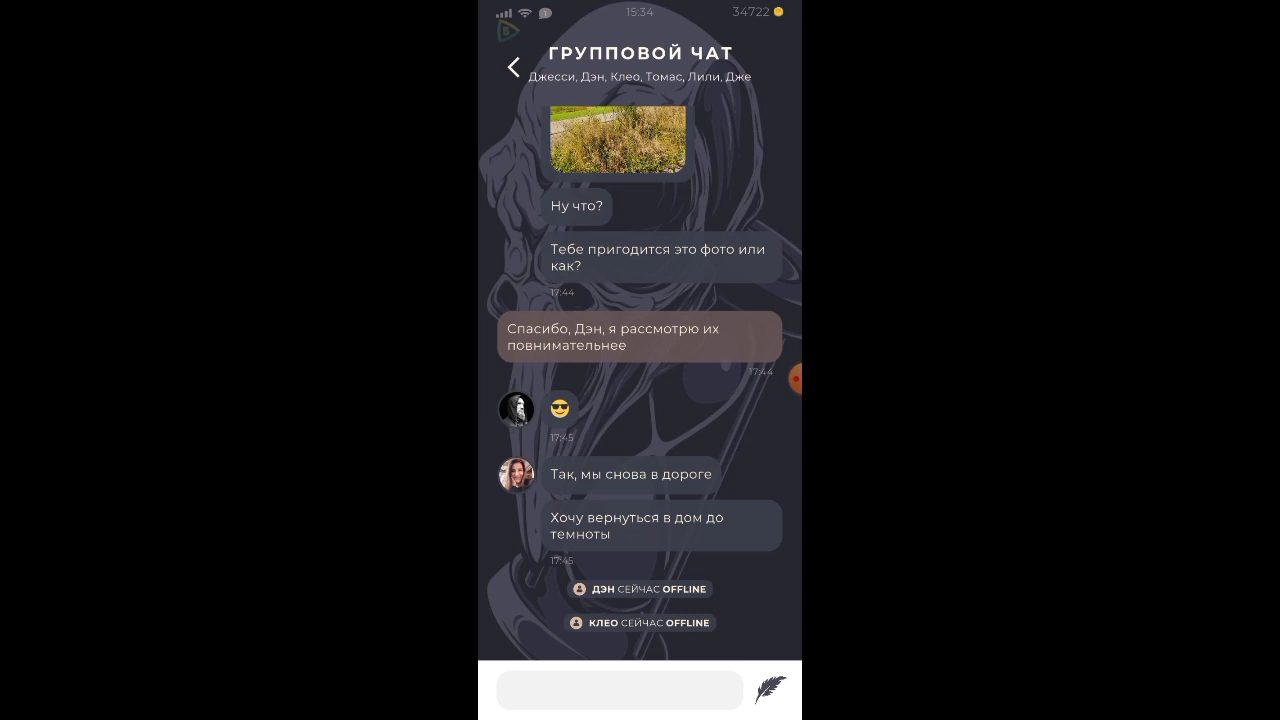 15:34
34722
ГРУППОВОЙ ЧАТ
Джесси, Дэн, Клео, Томас, Лили, Дже
Ну что?
Тебе пригодится это фото или
как?
17:44
Спасибо, Дэн, я рассмотрю их
повнимательнее
17:44
17:45
Так, мы снова в дороге
Хочу вернуться в дом до
темноты
17:45
ДЭН СЕЙЧАС OFFLINE
КЛЕО СЕЙЧАС OFFLINE